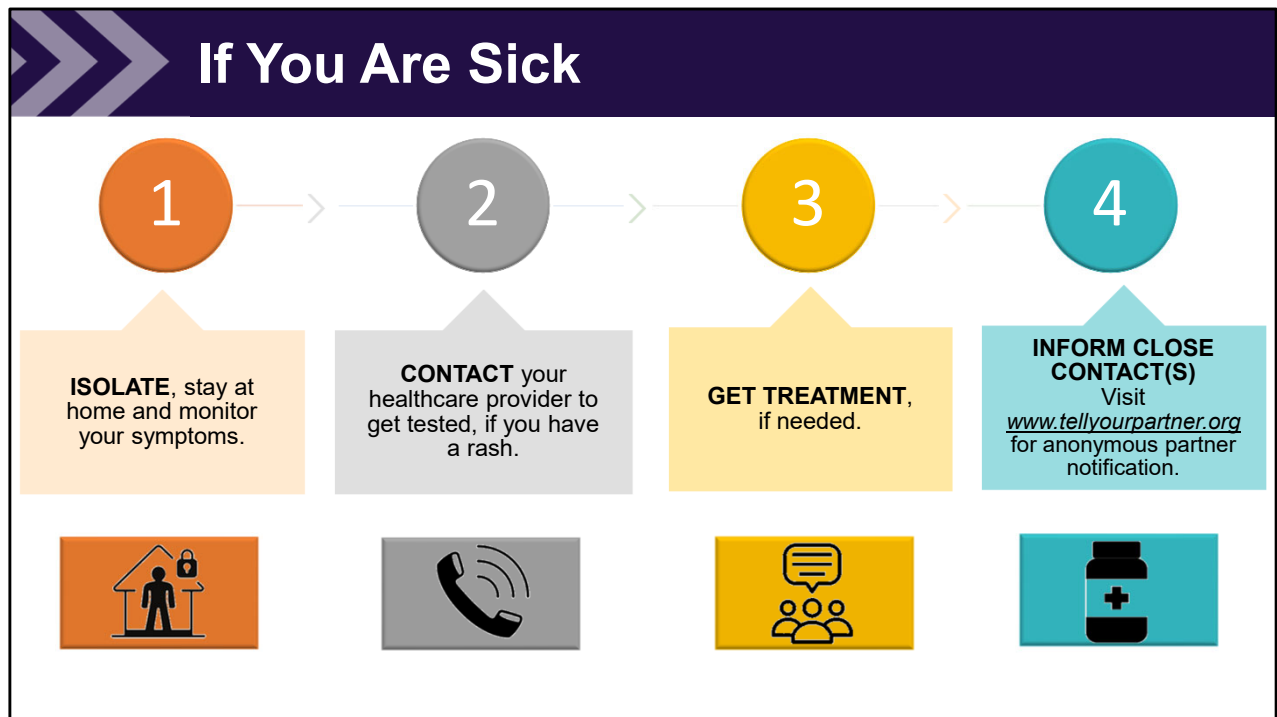 If You Are Sick
1
2
3
4
ISOLATE, stay at
home and monitor
your symptoms.
CONTACT your
healthcare provider to
get tested, if you have
a rash.
GET TREATMENT,
if needed.
INFORM CLOSE
CONTACT(S)
Visit
www.tellyourpartner.org
for anonymous partner
notification.